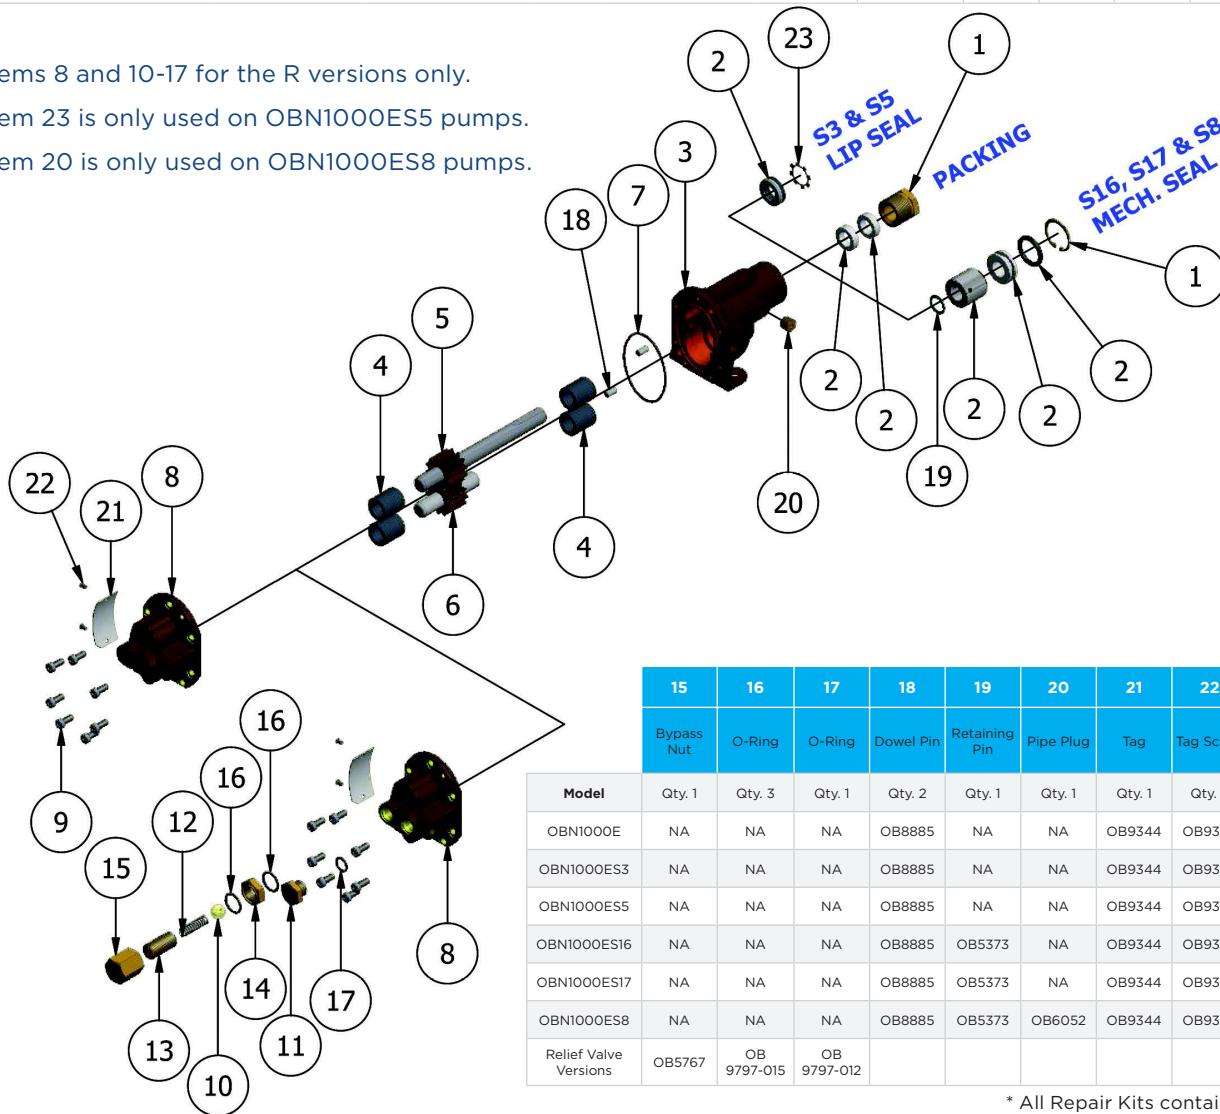 ems 8 and 10-17 for the R versions only.
em 23 is only used on OBN1000ES5 pumps.
em 20 is only used on OBN1000ES8 pumps.
2
23
1
S3 & S5
LIP SEAL
PACKING
S16, S17 & S8
MECH. SEAL
3
7
18
1
5
4
2
2
2
2
2
19
20
4
6
22
21
8
9
16
16
12
15
8
14
17
11
13
10
15 16 17 18 19 20 21 22
Bypass Nut O-Ring O-Ring Dowel Pin Retaining Pin Pipe Plug Tag Tag Sc
Model Qty. 1 Qty. 3 Qty. 1 Qty. 2 Qty. 1 Qty. 1 Qty. 1 Qty.
OBN1000E NA NA NA OB8885 NA NA OB9344 OB93
OBN1000ES3 NA NA NA OB8885 NA NA OB9344 OB93
OBN1000ES5 NA NA NA OB8885 NA NA OB9344 OB93
OBN1000ES16 NA NA NA OB8885 OB5373 NA OB9344 OB93
OBN1000ES17 NA NA NA OB8885 OB5373 NA OB9344 OB93
OBN1000ES8 NA NA NA OB8885 OB5373 OB6052 OB9344 OB93
Relief Valve Versions OB5767 OB 9797-015 OB 9797-012
* All Repair Kits contai